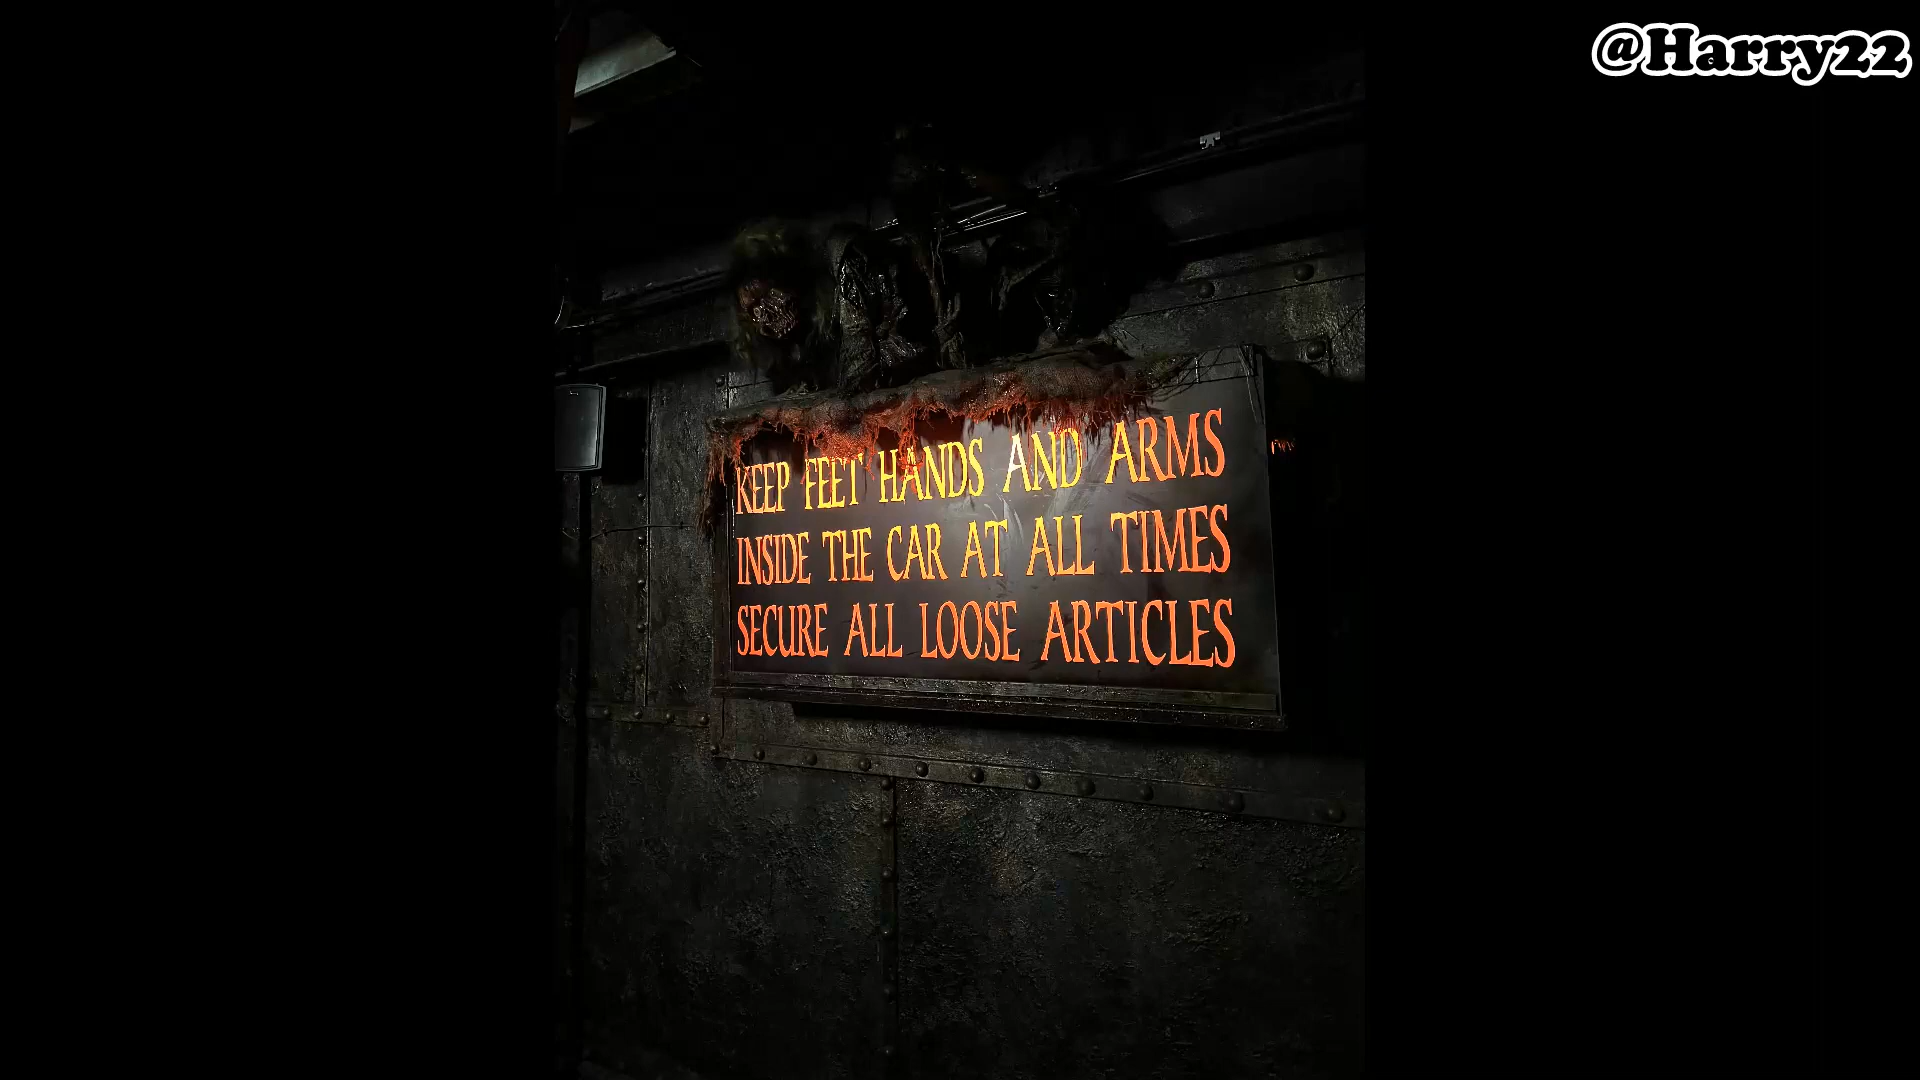 @Harry22
KEEP FEET HANDS AND ARMS
INSIDE THE CAR AT ALL TIMES
SECURE ALL LOOSE ARTICLES